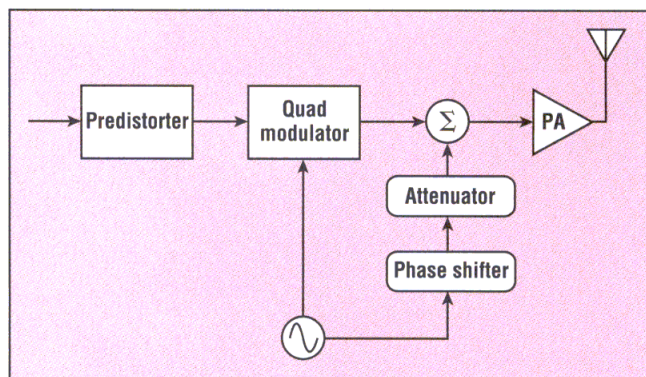 Predistorter
Quad
modulator
Σ
PA
Attenuator
Phase shifter